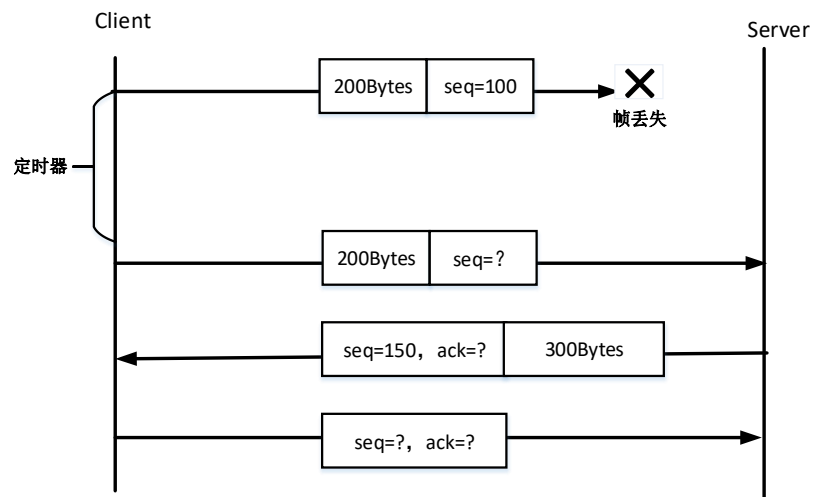 Client
Server
200Bytes
seq=100
帧丢失
定时器
200Bytes
seq=?
seq=150，ack=?
300Bytes
seq=?，ack=?